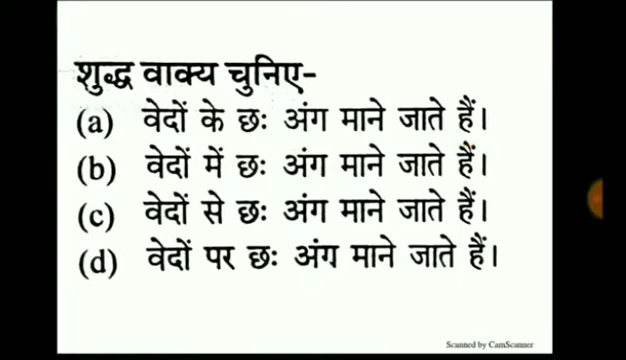 शुद्ध वाक्य चुनिए-
(a) वेदों के छः अंग माने जाते हैं।
(b) वेदों में छः अंग माने जाते हैं।
(c) वेदों से छः अंग माने जाते हैं।
(d) वेदों पर छः अंग माने जाते हैं।
Scanned by CamScanner